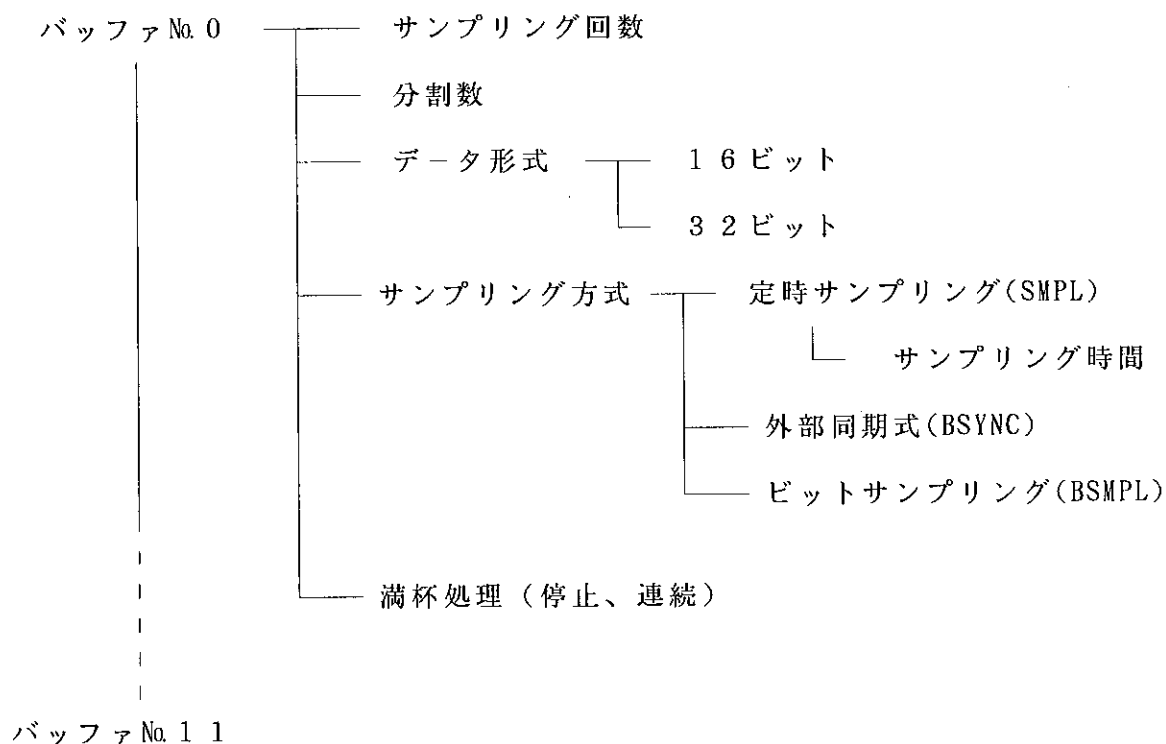 バッファ№0 サンプリング回数
分割数
データ形式 16ビット
32ビット
サンプリング方式 定時サンプリング(SMPL)
サンプリング時間
外部同期式(BSYNC)
ビットサンプリング(BSMPL)
満杯処理（停止、連続）
バッファ№11